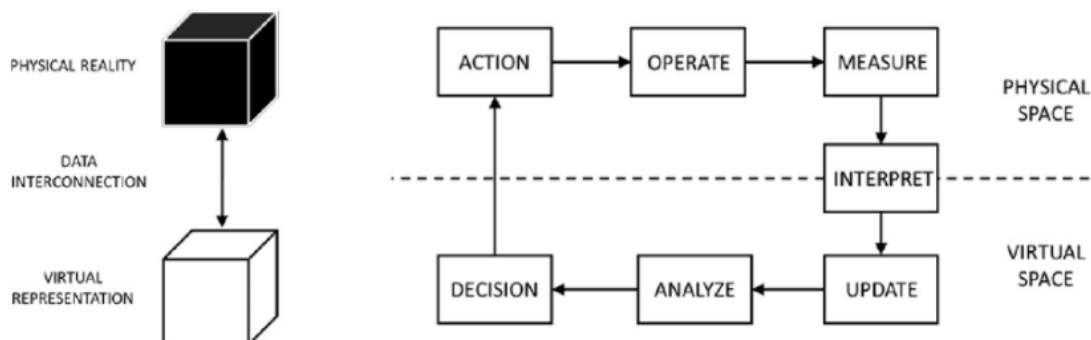 PHYSICAL REALITY
DATA
INTERCONNECTION
VIRTUAL
REPRESENTATION
ACTION
OPERATE
MEASURE
PHYSICAL
SPACE
INTERPRET
DECISION
ANALYZE
UPDATE
VIRTUAL
SPACE